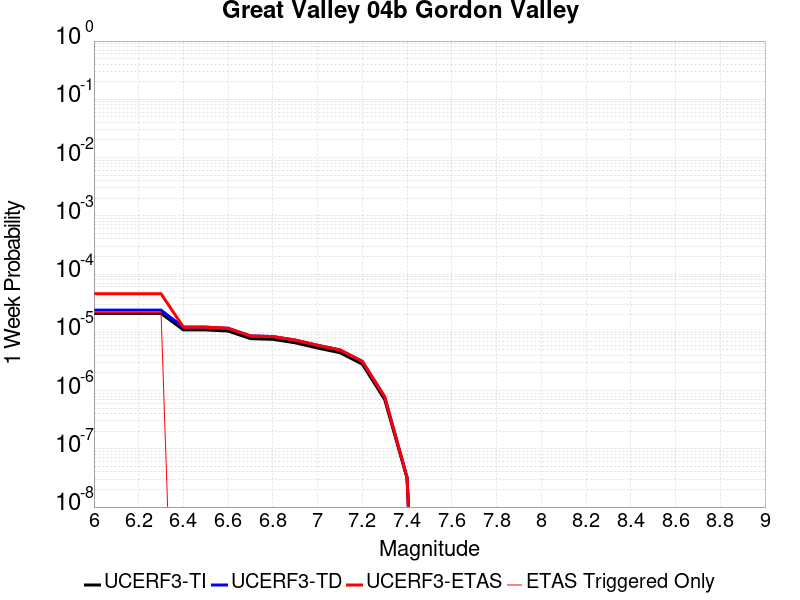 Great Valley 04b Gordon Valley
1 Week Probability
10^0
10^-1
10^-2
10^-3
10^-4
10^-5
10^-6
10^-7
10^-8
6 6.2 6.4 6.6 6.8 7 7.2 7.4 7.6 7.8 8 8.2 8.4 8.6 8.8 9
Magnitude
UCERF3-TI UCERF3-TD UCERF3-ETAS ETAS Triggered Only